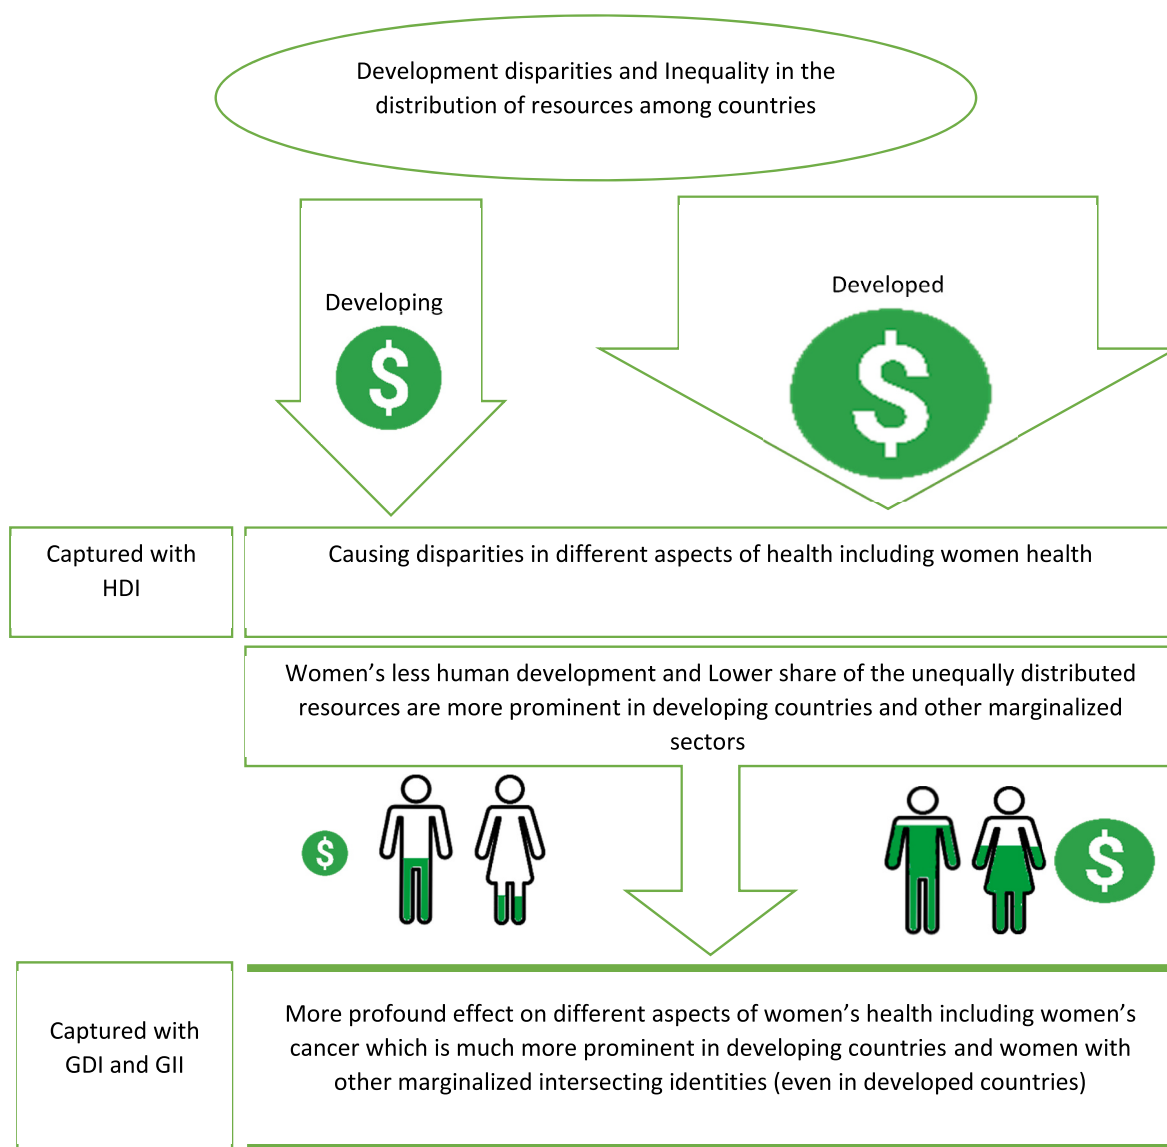 Development disparities and Inequality in the
distribution of resources among countries
Developing
$
Developed
$
Captured with
HDI
Causing disparities in different aspects of health including women health
Women’s less human development and Lower share of the unequally distributed
resources are more prominent in developing countries and other marginalized
sectors
$
$
Captured with
GDI and GII
More profound effect on different aspects of women’s health including women’s
cancer which is much more prominent in developing countries and women with
other marginalized intersecting identities (even in developed countries)